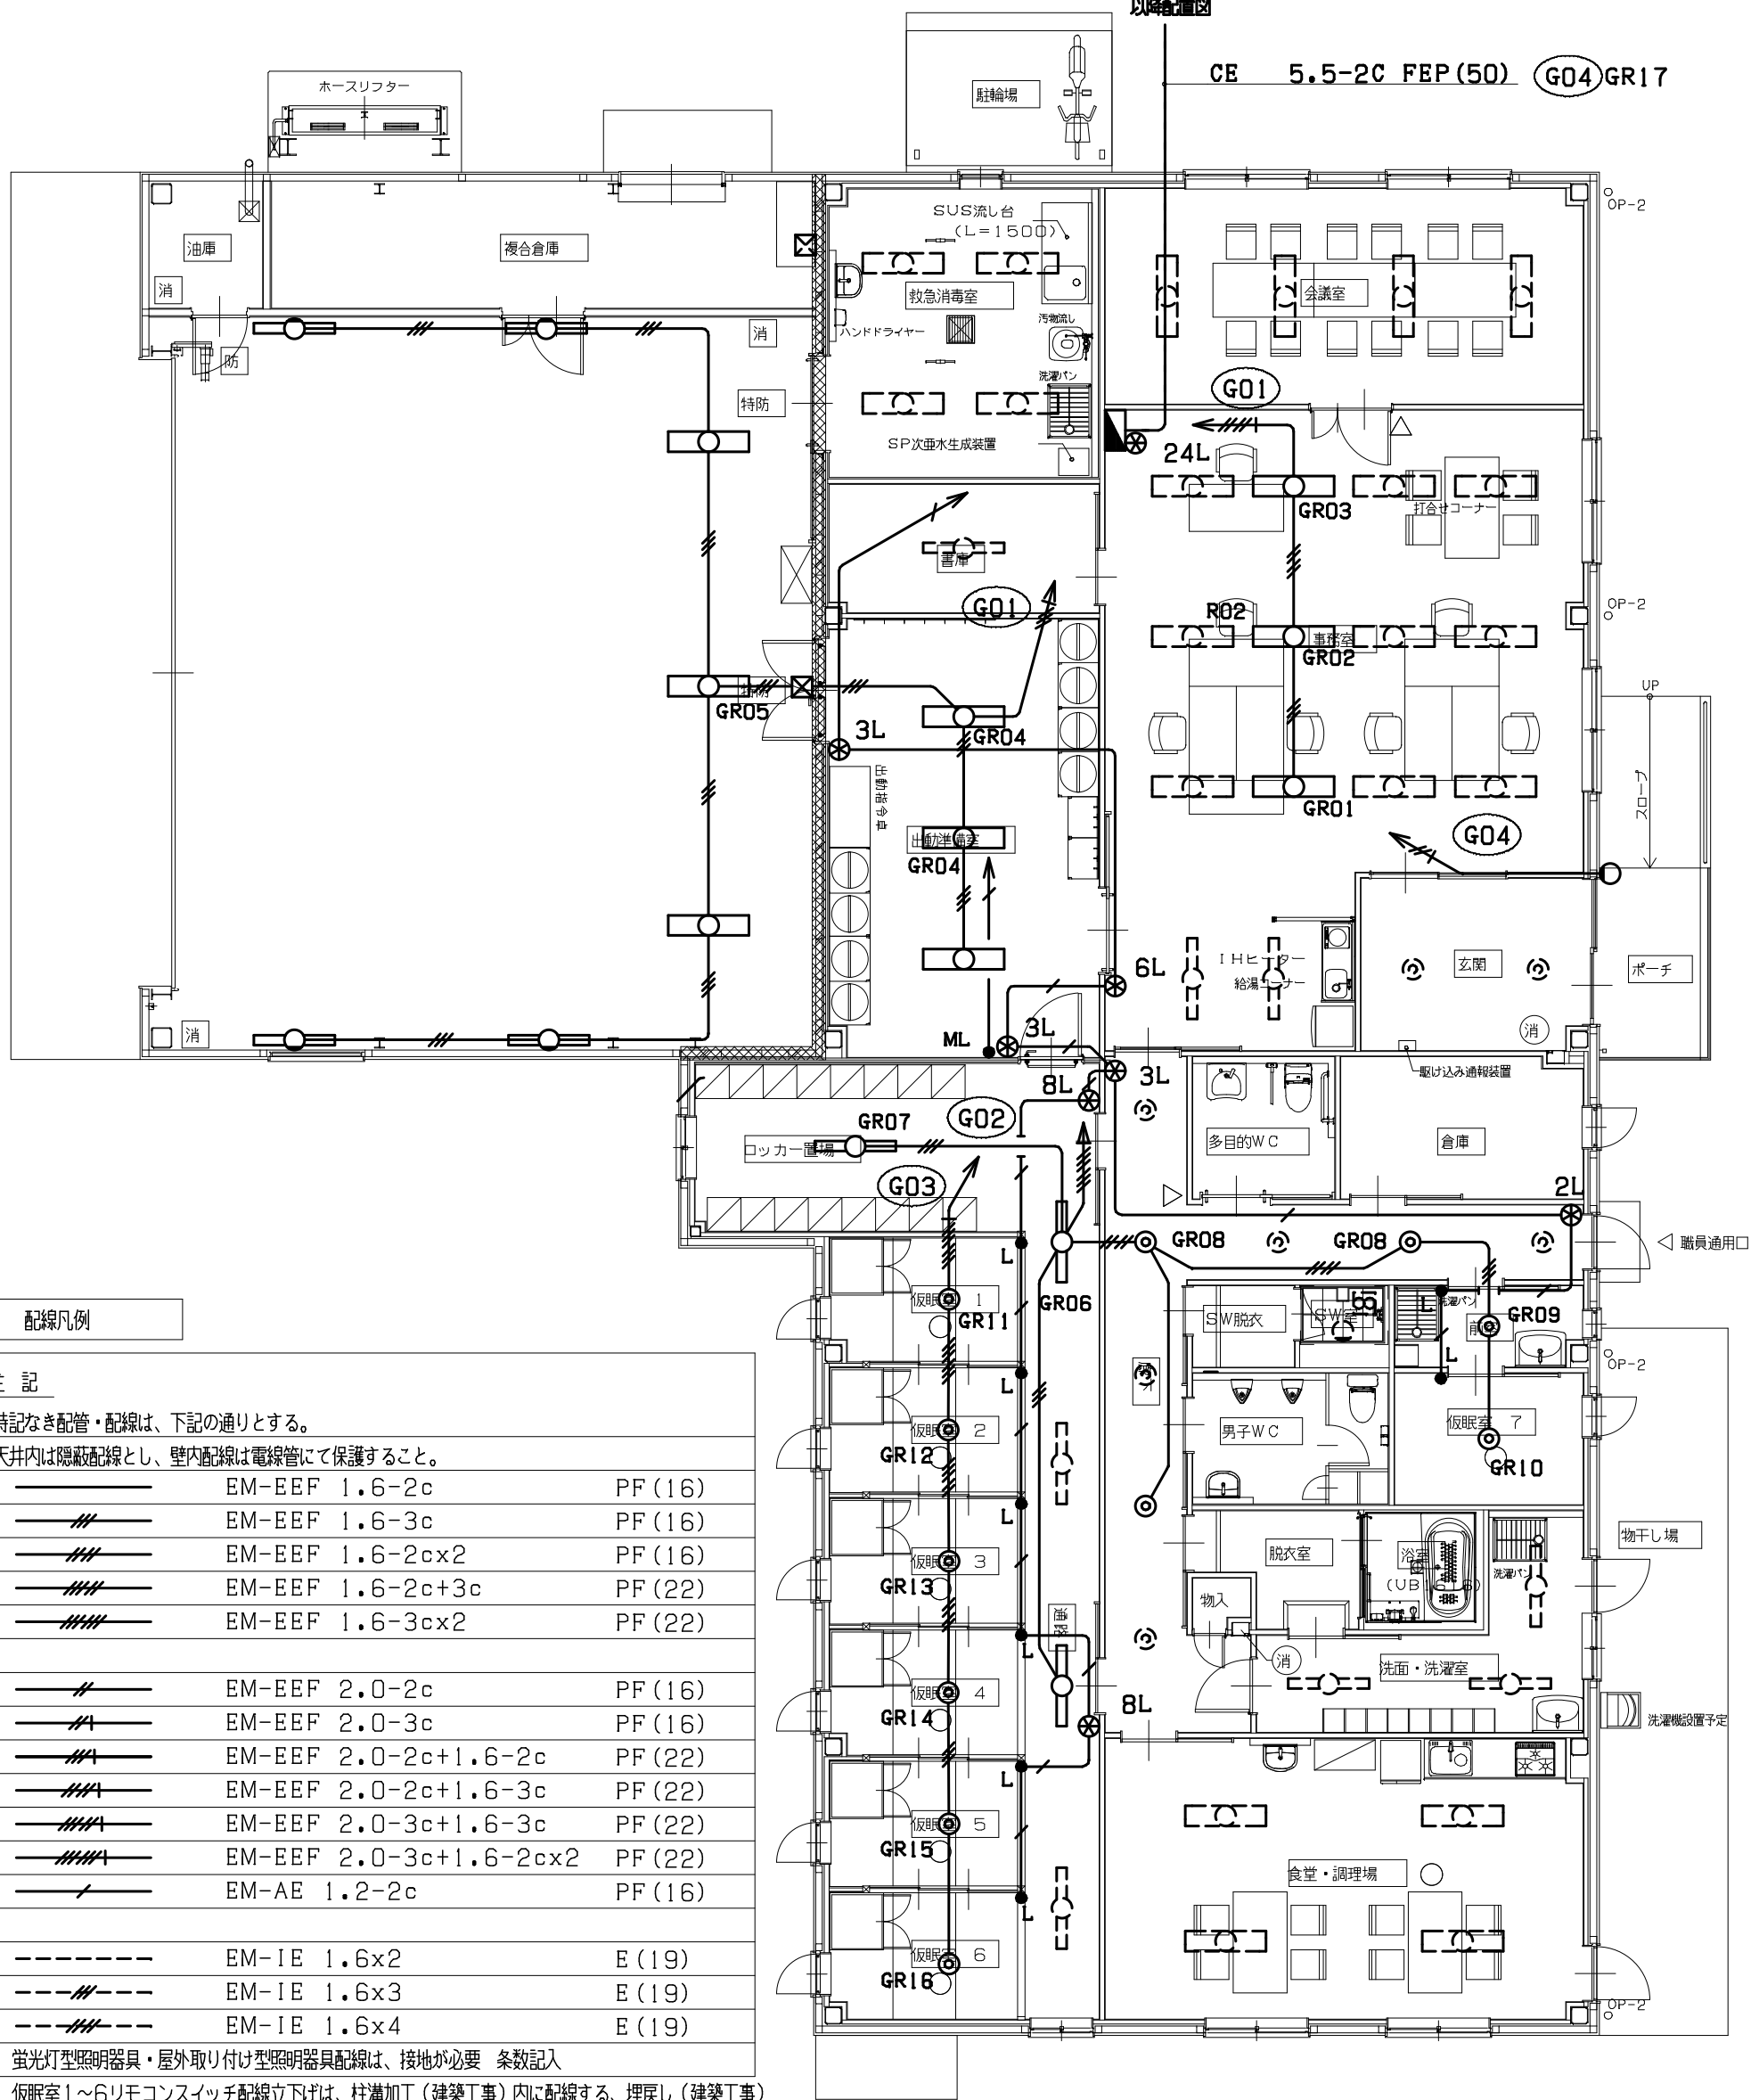 以降配置図
CE 5.5-2C FEP(50) G04 GR17
ホースリフター
駐輪場
OP-2
油庫
複合倉庫
SUS流し台
(L=1500)
消
救急消毒室
会議室
汚物流し
ハンドドライヤー
消
防
洗濯パン
G01
特防
SP次亜水生成装置
24L
GR03
打合せコーナー
書庫
G01
R02
OP-2
事務室
GR02
特防
GR05
UP
3L
GR04
出動指令卓
スロープ
GR01
G04
出動準備室
GR04
6L
IHヒーター
給湯コーナー
玄関
ポーチ
消
ML
3L
消
駆け込み通報装置
8L
3L
G02
GR07
ロッカー置場
多目的WC
倉庫
G03
2L
GR08
GR08
職員通用口
L
仮眠室 1
GR11
GR06
SW脱衣
SW室
L
洗濯パン
GR09
配線凡例
L
L
OP-2
注 記
特記なき配管・配線は、下記の通りとする。
天井内は隠蔽配線とし、壁内配線は電線管にて保護すること。
仮眠室 2
GR12
男子WC
仮眠室 7
GR10
EM-EEF 1.6-2c PF(16)
EM-EEF 1.6-3c PF(16)
EM-EEF 1.6-2cx2 PF(16)
EM-EEF 1.6-2c+3c PF(22)
EM-EEF 1.6-3cx2 PF(22)
EM-EEF 2.0-2c PF(16)
EM-EEF 2.0-3c PF(16)
EM-EEF 2.0-2c+1.6-2c PF(22)
EM-EEF 2.0-2c+1.6-3c PF(22)
EM-EEF 2.0-3c+1.6-3c PF(22)
EM-EEF 2.0-3c+1.6-2cx2 PF(22)
EM-AE 1.2-2c PF(16)
EM-IE 1.6x2 E(19)
EM-IE 1.6x3 E(19)
EM-IE 1.6x4 E(19)
蛍光灯型照明器具・屋外取り付け型照明器具配線は、接地が必要 条数記入
仮眠室1~6リモコンスイッチ配線立下げは、柱溝加工(建築工事)内に配線する、埋戻し(建築工事)
L
仮眠室 3
GR13
脱衣室
浴室
洗濯パン
物干し場
物入
通路
L
消
洗面・洗濯室
仮眠室 4
GR14
8L
洗濯機設置予定
L
仮眠室 5
GR15
食堂・調理場
L
仮眠室 6
GR16
OP-2